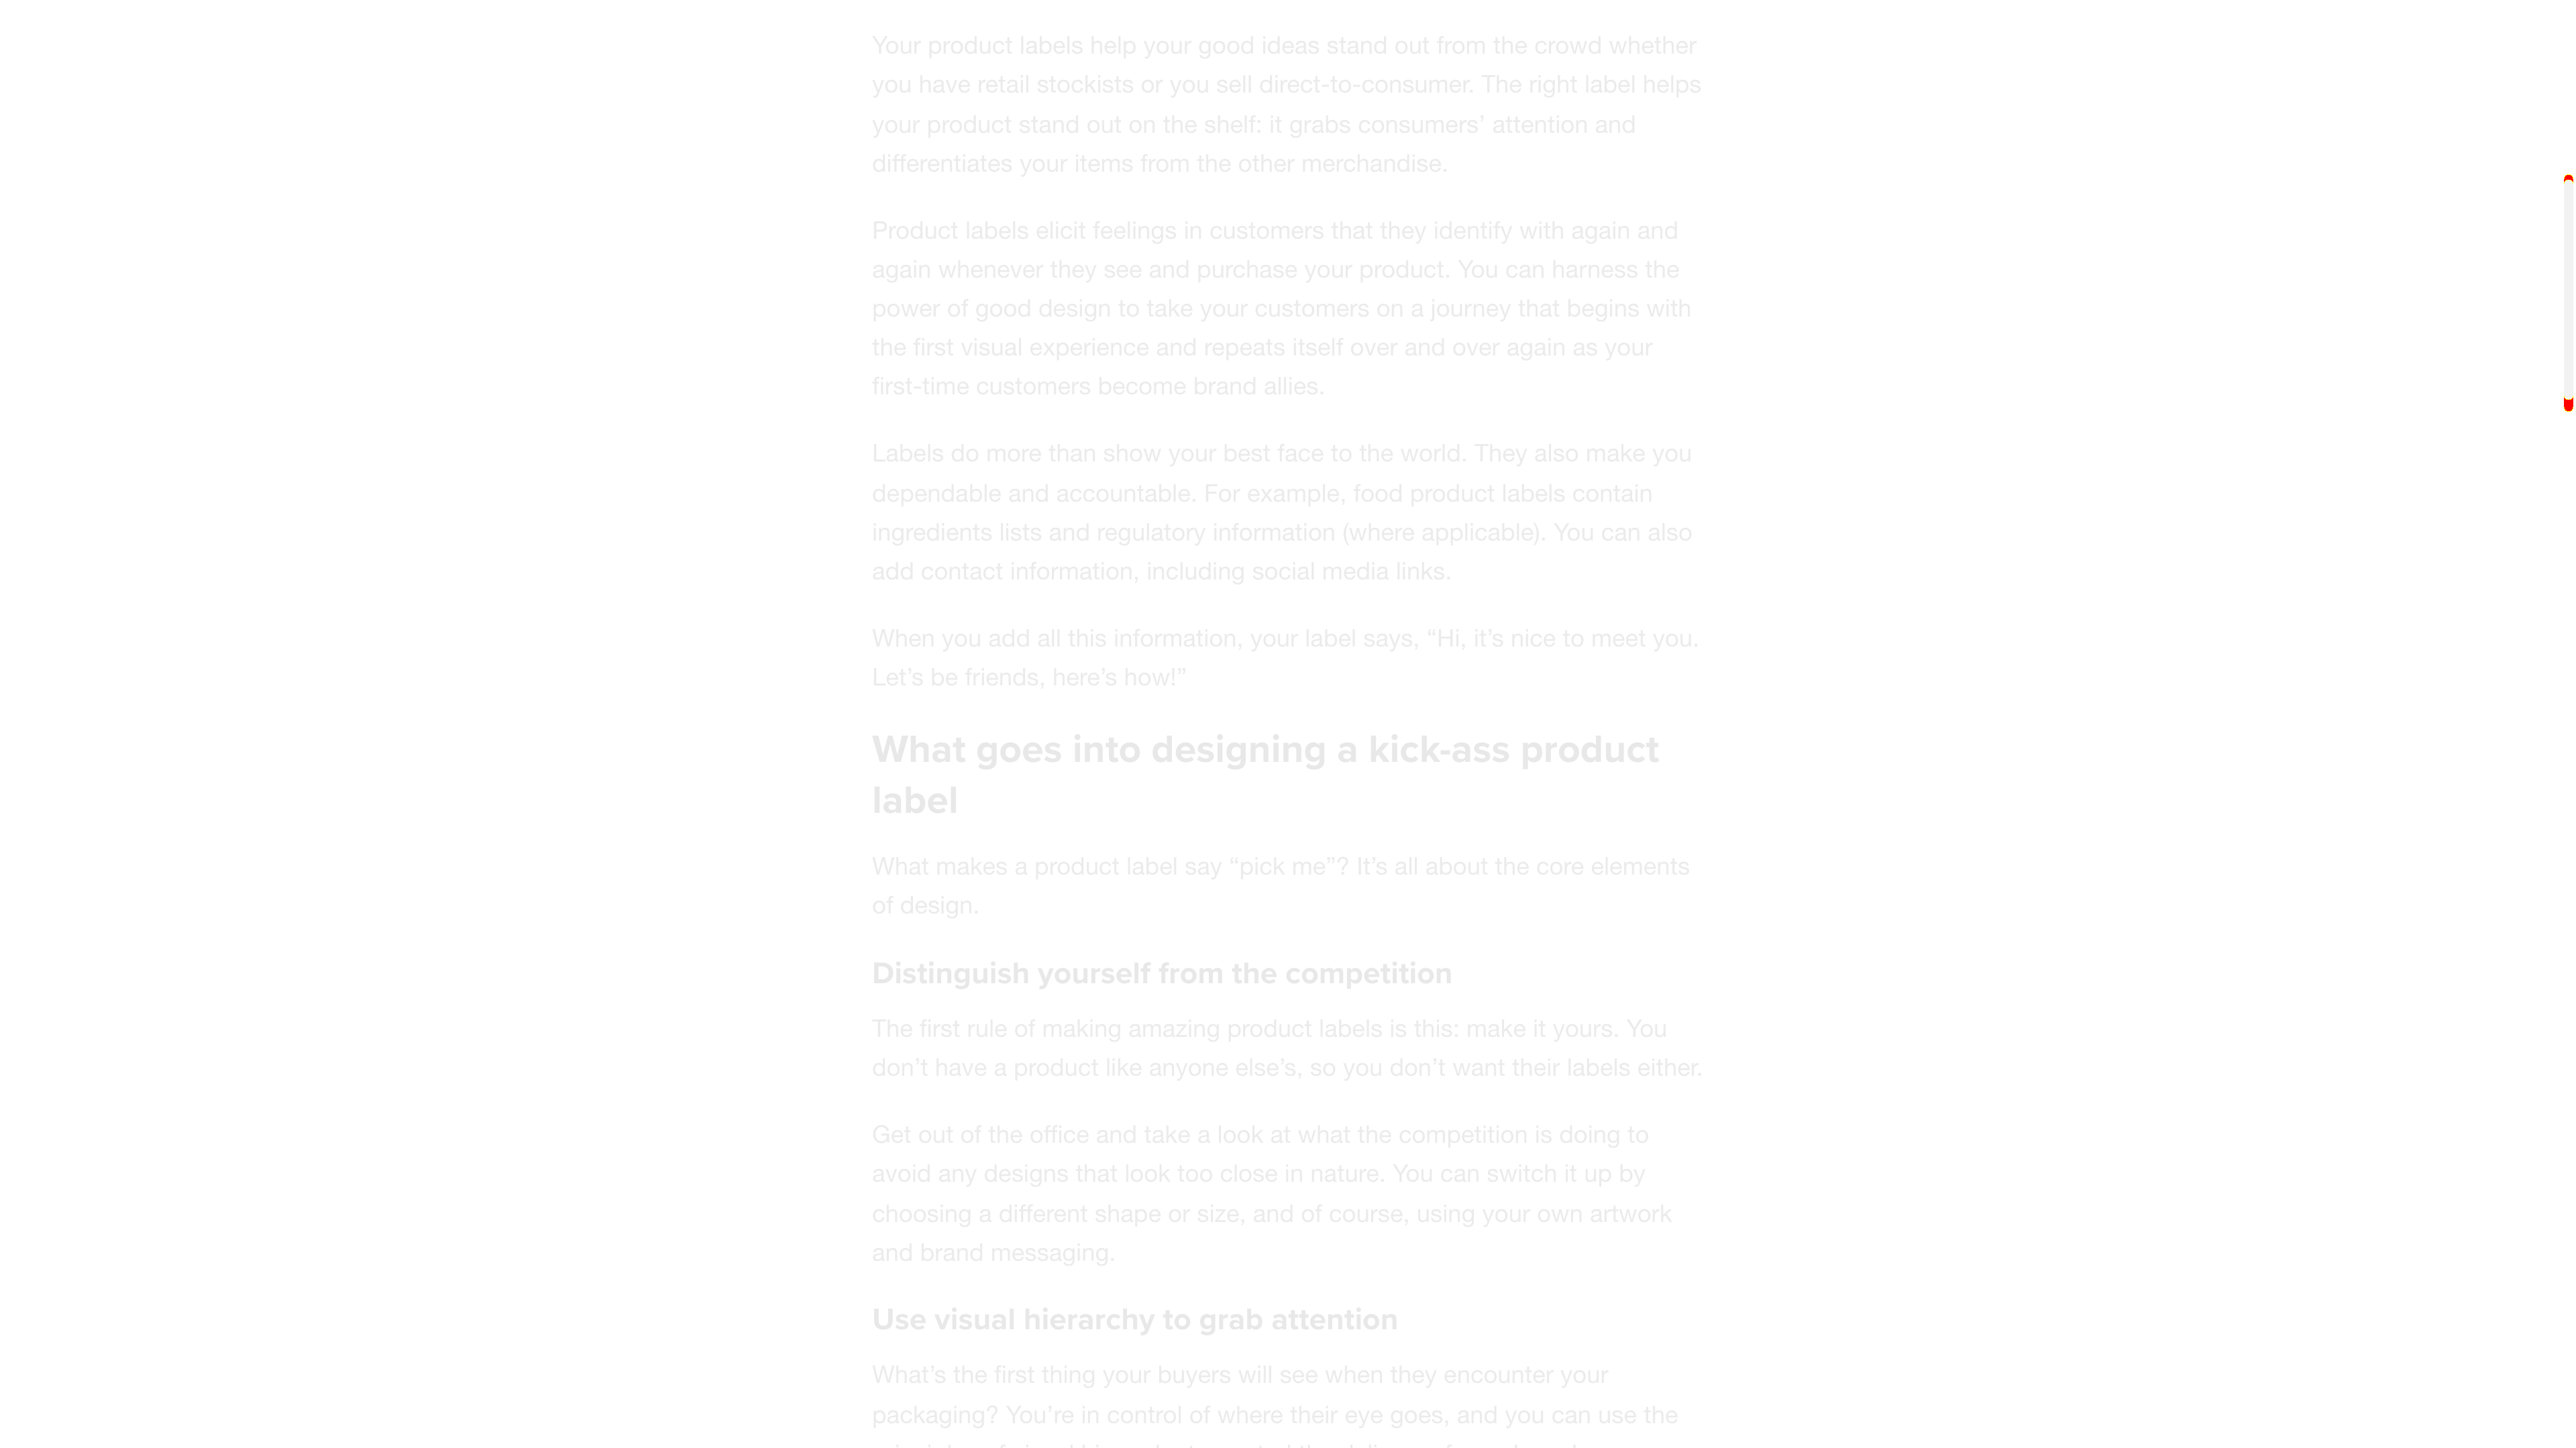 Your product labels help your good ideas stand out from the crowd whether
you have retail stockists or you sell direct-to-consumer. The right label helps
your product stand out on the shelf: it grabs consumers’ attention and
differentiates your items from the other merchandise.
Product labels elicit feelings in customers that they identify with again and
again whenever they see and purchase your product. You can harness the
power of good design to take your customers on a journey that begins with
the first visual experience and repeats itself over and over again as your
first-time customers become brand allies.
Labels do more than show your best face to the world. They also make you
dependable and accountable. For example, food product labels contain
ingredients lists and regulatory information (where applicable). You can also
add contact information, including social media links.
When you add all this information, your label says, “Hi, it’s nice to meet you.
Let’s be friends, here’s how!”
What goes into designing a kick-ass product
label
What makes a product label say “pick me”? It’s all about the core elements
of design.
Distinguish yourself from the competition
The first rule of making amazing product labels is this: make it yours. You
don’t have a product like anyone else’s, so you don’t want their labels either.
Get out of the office and take a look at what the competition is doing to
avoid any designs that look too close in nature. You can switch it up by
choosing a different shape or size, and of course, using your own artwork
and brand messaging.
Use visual hierarchy to grab attention
What’s the first thing your buyers will see when they encounter your
packaging? You’re in control of where their eye goes, and you can use the